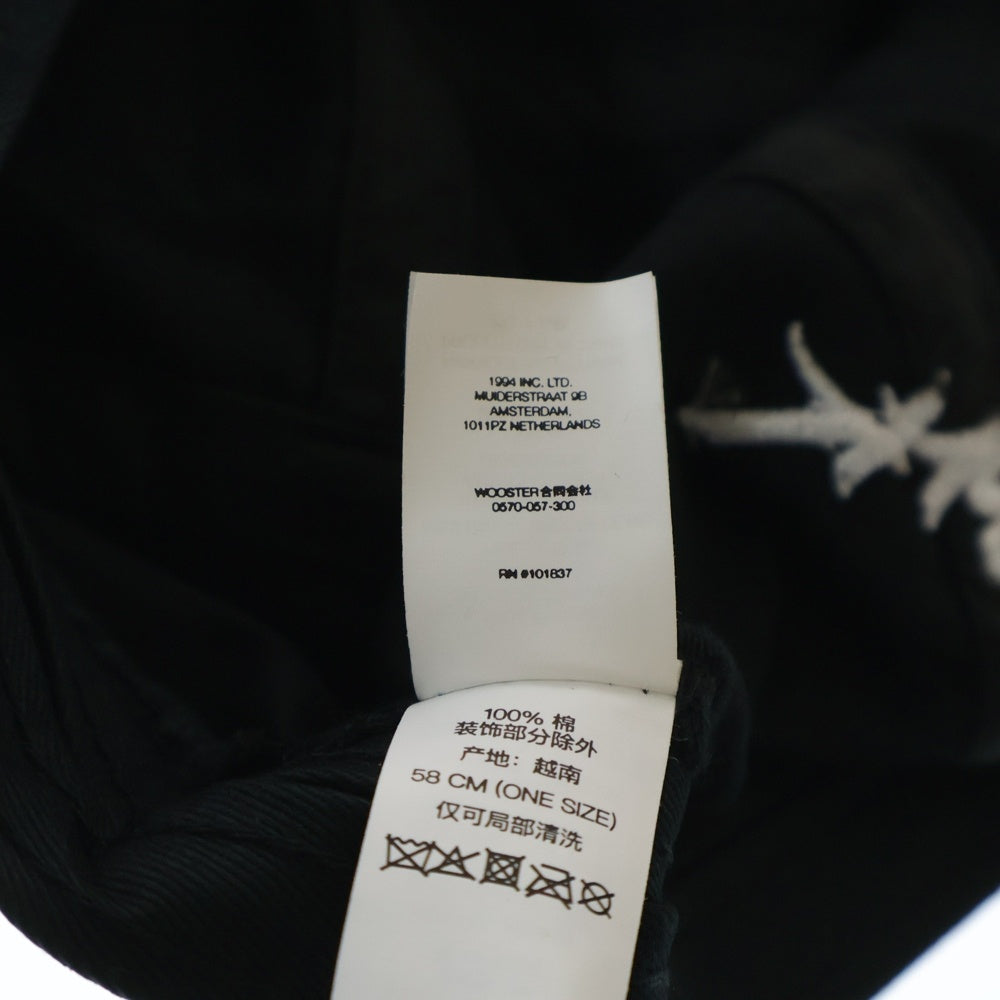 1994 INC. LTD.
MUIDERSTRAAT 9B
AMSTERDAM,
1011PZ NETHERLANDS
WOOSTER合同会社
0570-057-300
RN #101837
100% 棉
装饰部分除外
产地：越南
58 CM (ONE SIZE)
仅可局部清洗